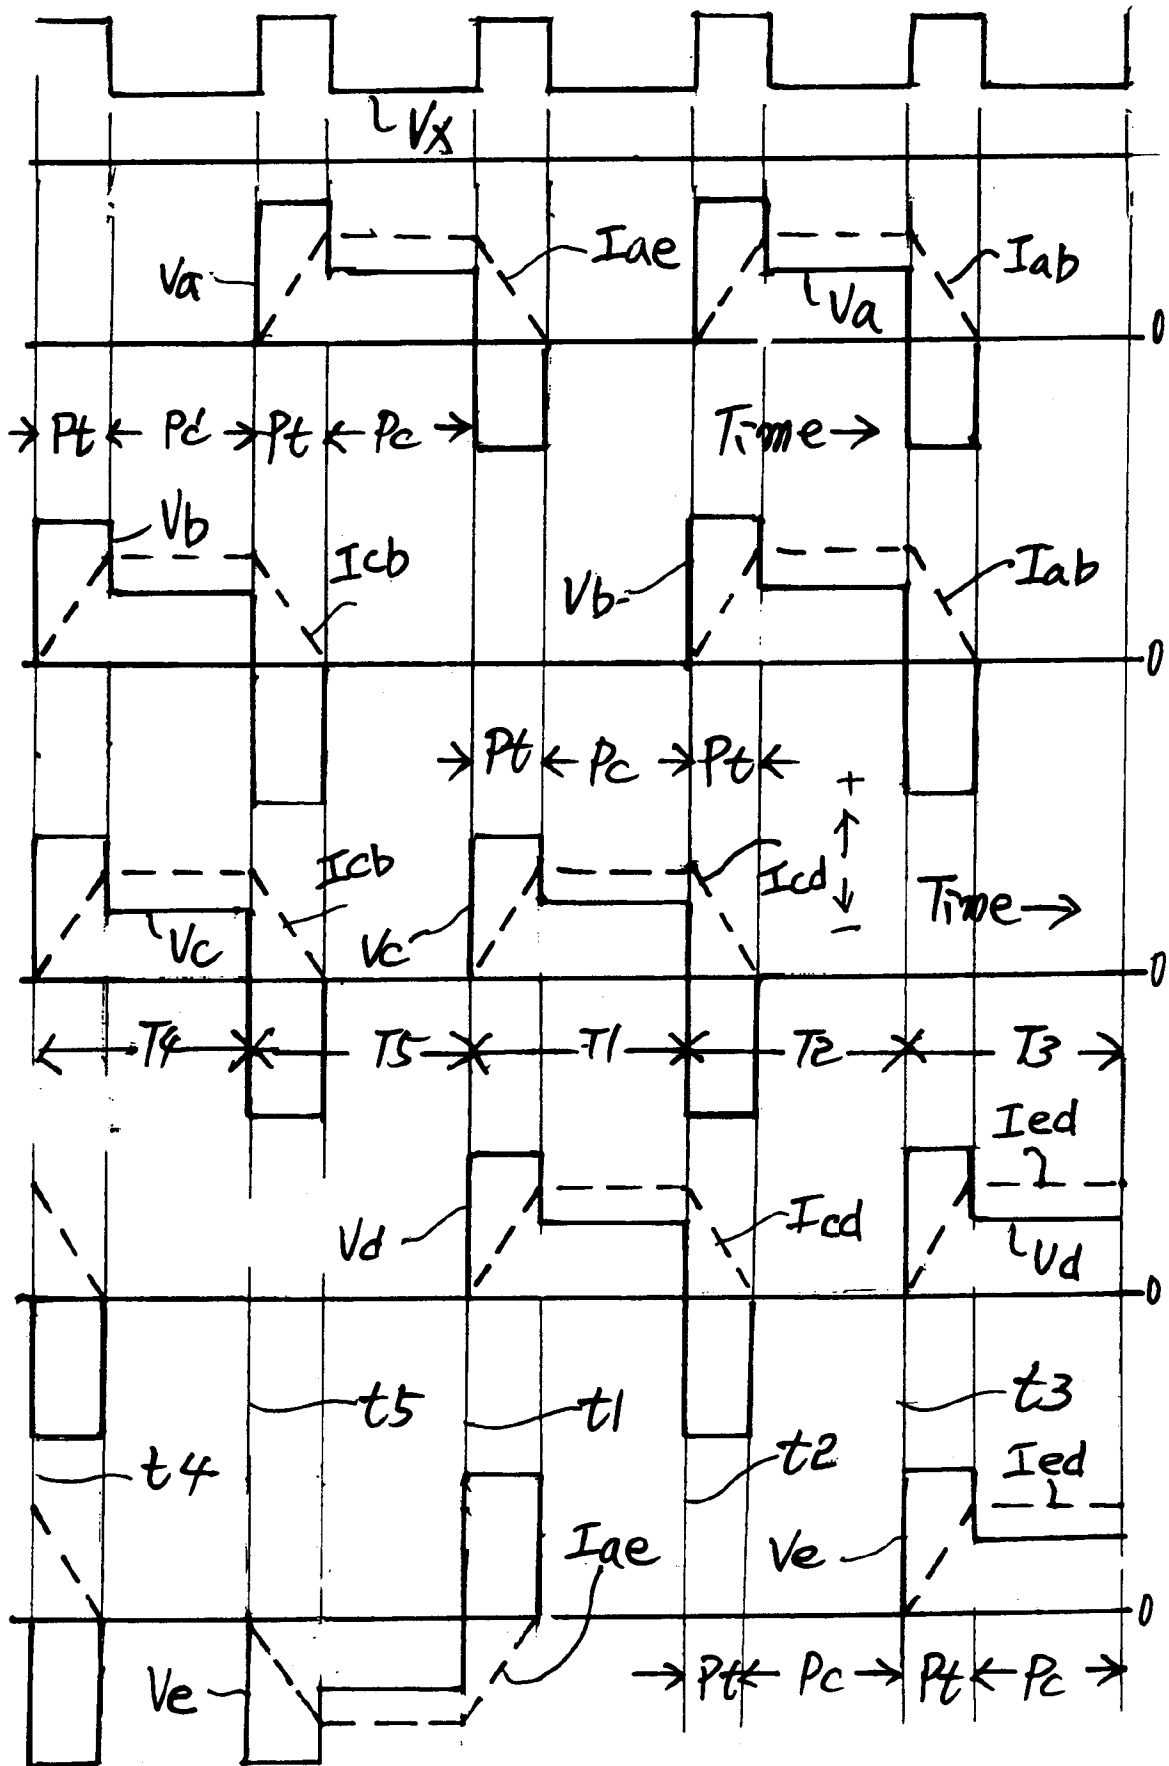 Vx
Va
Iae
Va
Iab
0
Pt Pc Pt Pc Time
Vb
Icb
Vb
Iab
0
Pt Pc Pt
+
-
Vc
Icb
Vc
Icd
Time
0
T4 T5 T1 T2 T3
Ied
Vd
Icd
Vd
0
t5
t1
t3
t4
t2
Ied
Iae
Ve
0
Ve
Pt Pc Pt Pc